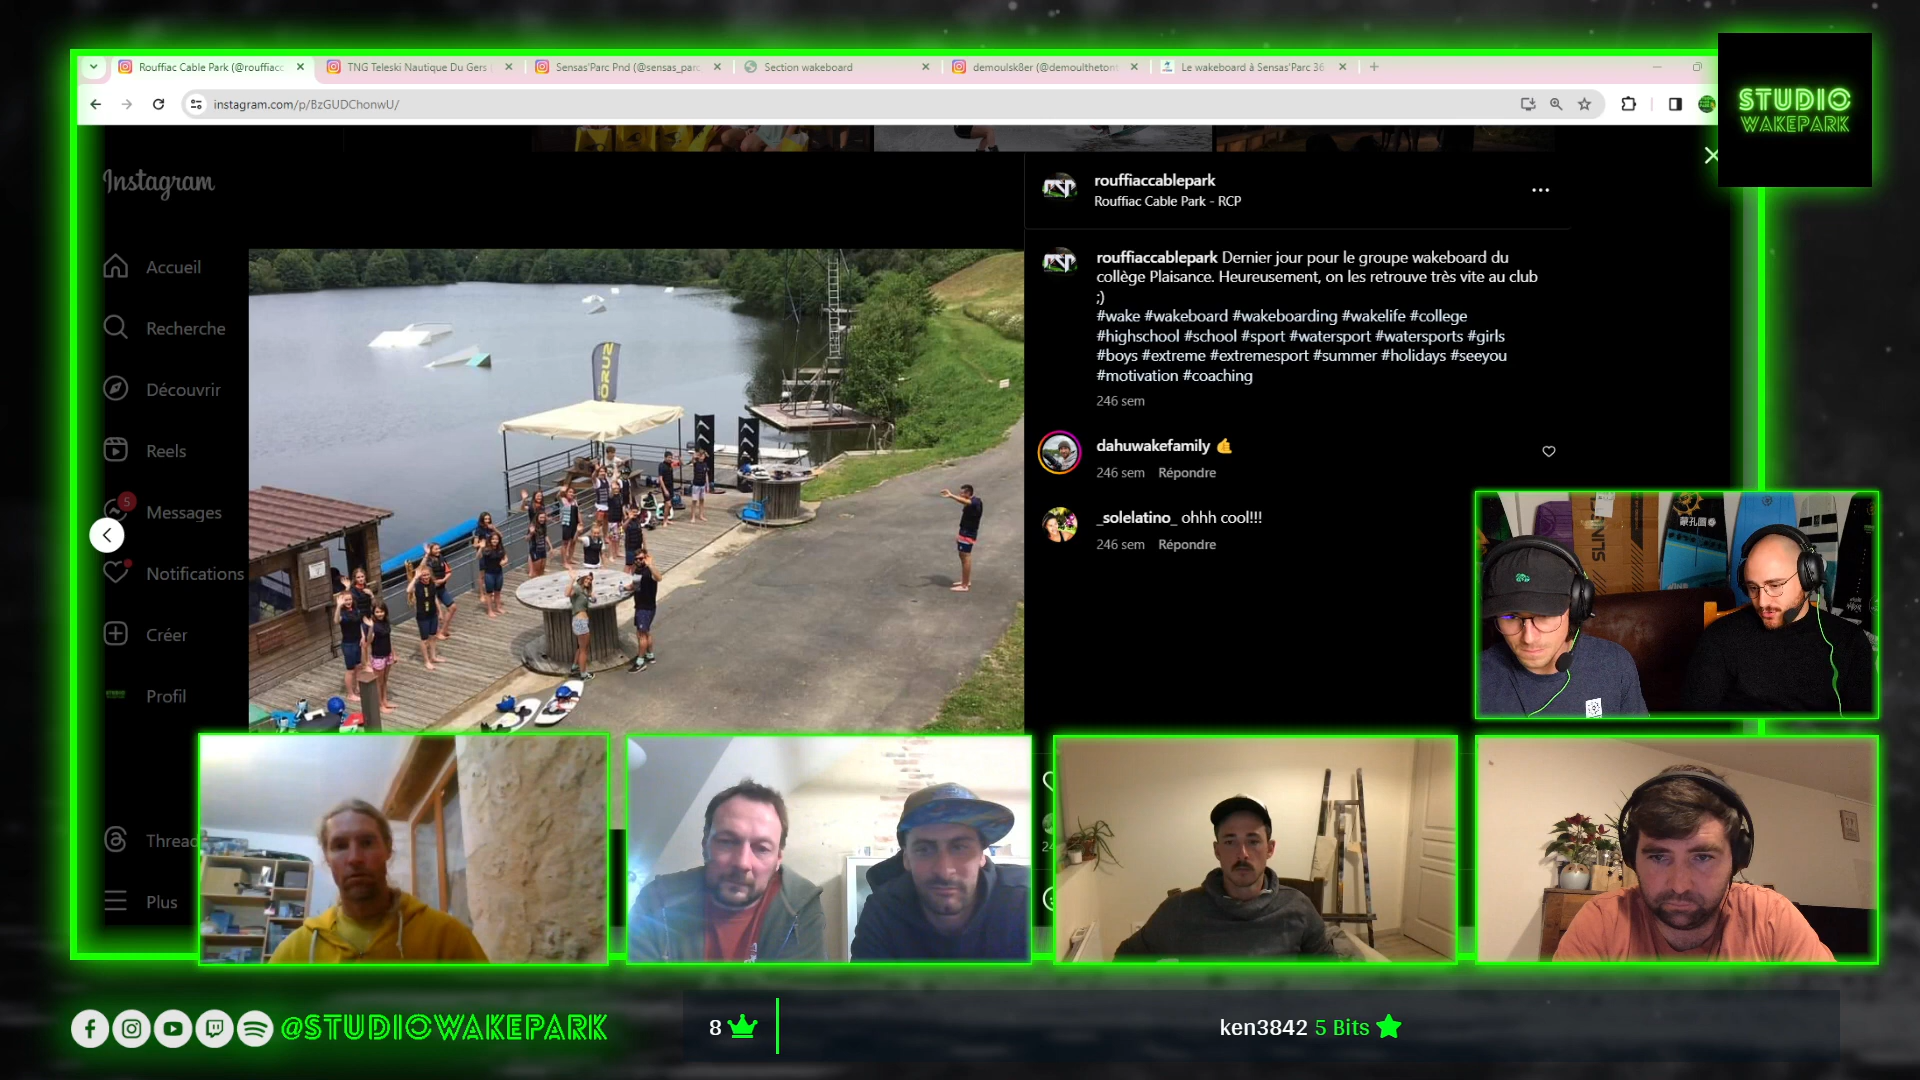 Rouffiac Cable Park (@rouffiacc
TNG Teleski Nautique Du Gers
Sensas'Parc Pnd (@sensas_parc
Section wakeboard
demoulsk8er (@demoulthetont
Le wakeboard à Sensas'Parc 36
instagram.com/p/BzGUDChonwU/
STUDIO
WAKEPARK
Instagram
Accueil
Recherche
Découvrir
Reels
5
Messages
Notifications
Créer
Profil
Thread
Plus
rouffiaccablepark
Rouffiac Cable Park - RCP
rouffiaccablepark Dernier jour pour le groupe wakeboard du
collège Plaisance. Heureusement, on les retrouve très vite au club
;)
#wake #wakeboard #wakeboarding #wakelife #college
#highschool #school #sport #watersport #watersports #girls
#boys #extreme #extremesport #summer #holidays #seeyou
#motivation #coaching
246 sem
dahuwakefamily 🤙
246 sem Répondre
_solelatino_ ohhh cool!!!
246 sem Répondre
@STUDIOWAKEPARK
8
ken3842 5 Bits